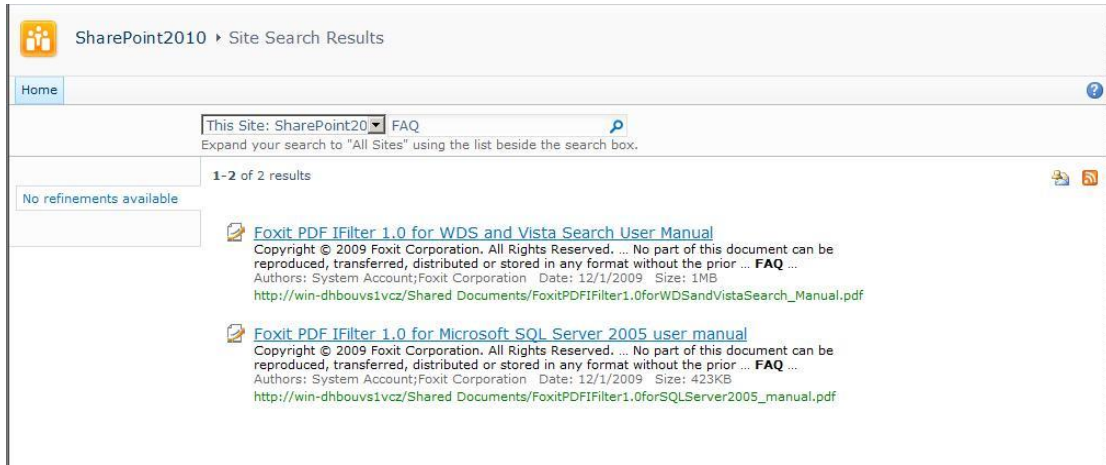 SharePoint2010 ▸ Site Search Results
Home
This Site: SharePoint20 FAQ
Expand your search to "All Sites" using the list beside the search box.
1-2 of 2 results
No refinements available
Foxit PDF IFilter 1.0 for WDS and Vista Search User Manual
Copyright © 2009 Foxit Corporation. All Rights Reserved. ... No part of this document can be
reproduced, transferred, distributed or stored in any format without the prior ... FAQ ...
Authors: System Account;Foxit Corporation Date: 12/1/2009 Size: 1MB
http://win-dhbouvs1vcz/Shared Documents/FoxitPDFIFilter1.0forWDSandVistaSearch_Manual.pdf
Foxit PDF IFilter 1.0 for Microsoft SQL Server 2005 user manual
Copyright © 2009 Foxit Corporation. All Rights Reserved. ... No part of this document can be
reproduced, transferred, distributed or stored in any format without the prior ... FAQ ...
Authors: System Account;Foxit Corporation Date: 12/1/2009 Size: 423KB
http://win-dhbouvs1vcz/Shared Documents/FoxitPDFIFilter1.0forSQLServer2005_manual.pdf